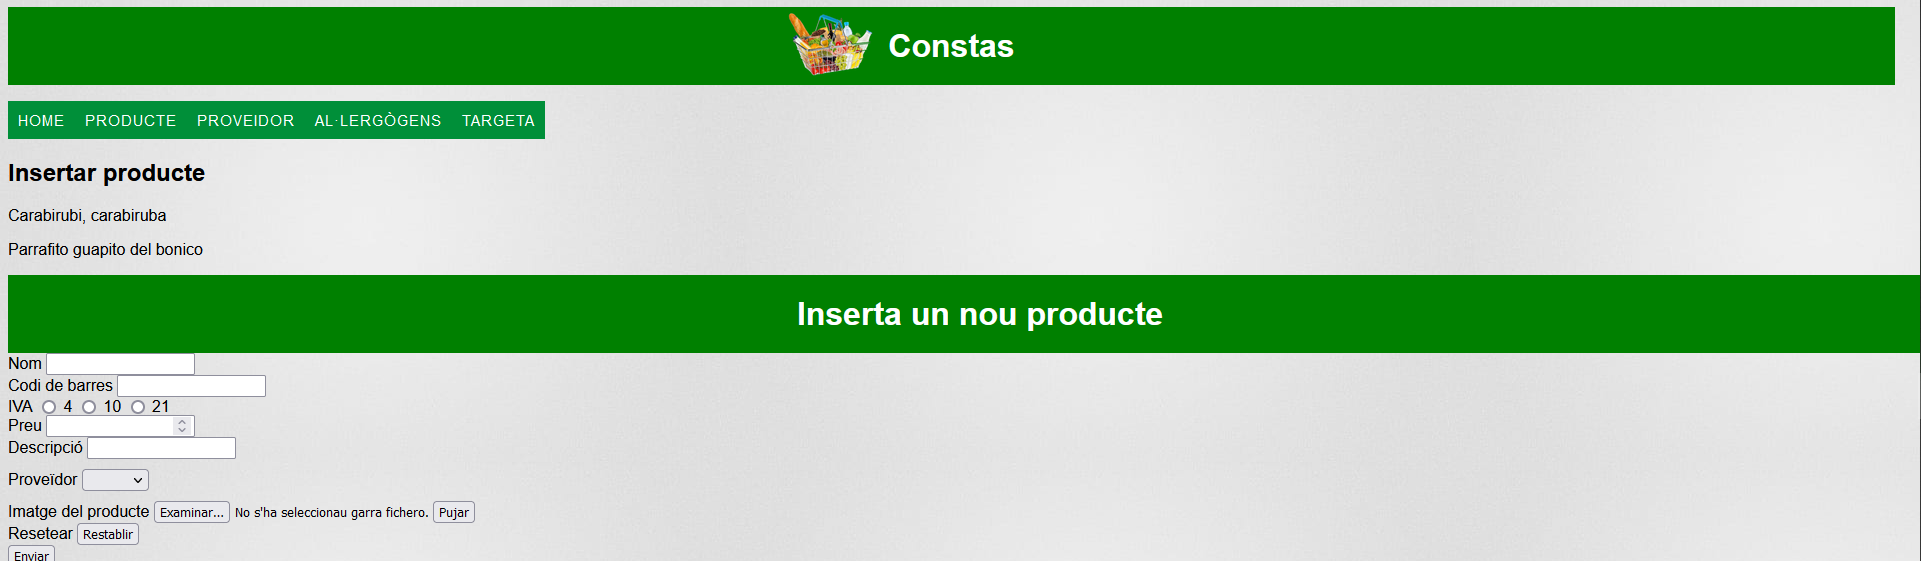 Constas
HOME PRODUCTE PROVEIDOR AL·LERGÒGENS TARGETA
Insertar producte
Carabirubi, carabiruba
Parrafito guapito del bonico
Inserta un nou producte
Nom
Codi de barres
IVA 4 10 21
Preu
Descripció
Proveïdor
Imatge del producte Examinar... No s'ha seleccionau garra fichero. Pujar
Resetear Restablir
Enviar